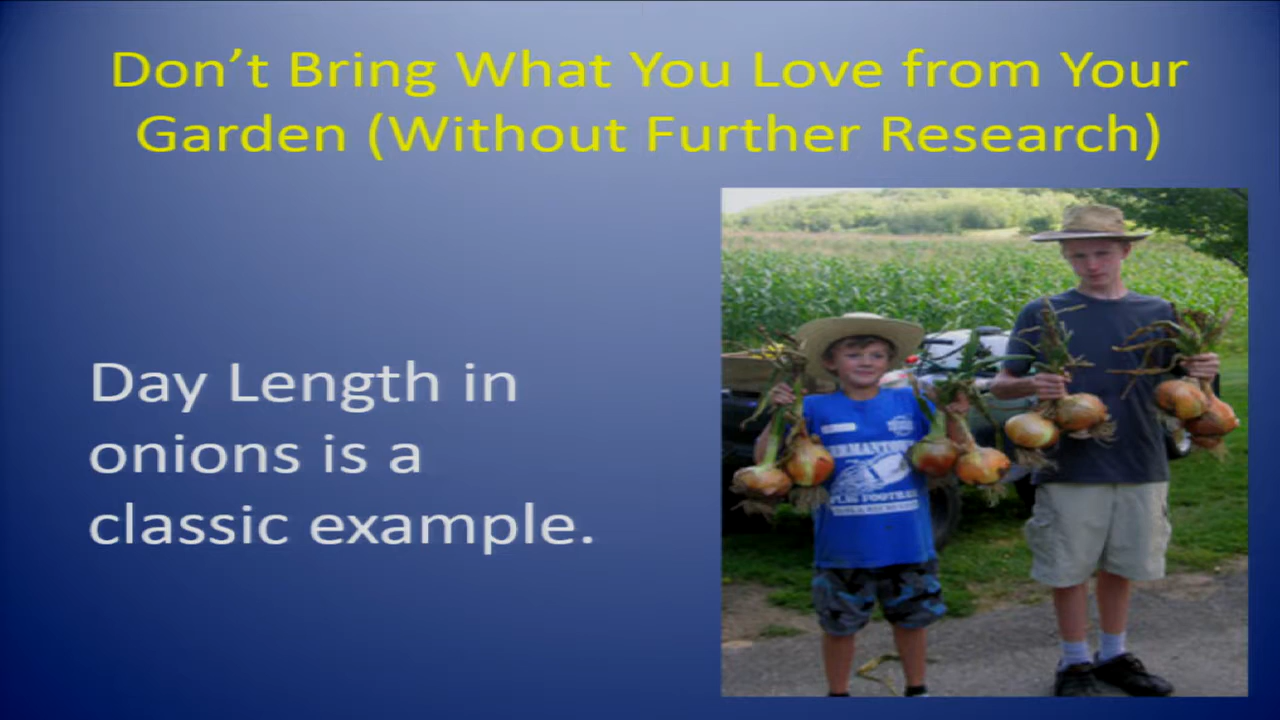 Don’t Bring What You Love from Your
Garden (Without Further Research)
Day Length in
onions is a
classic example.